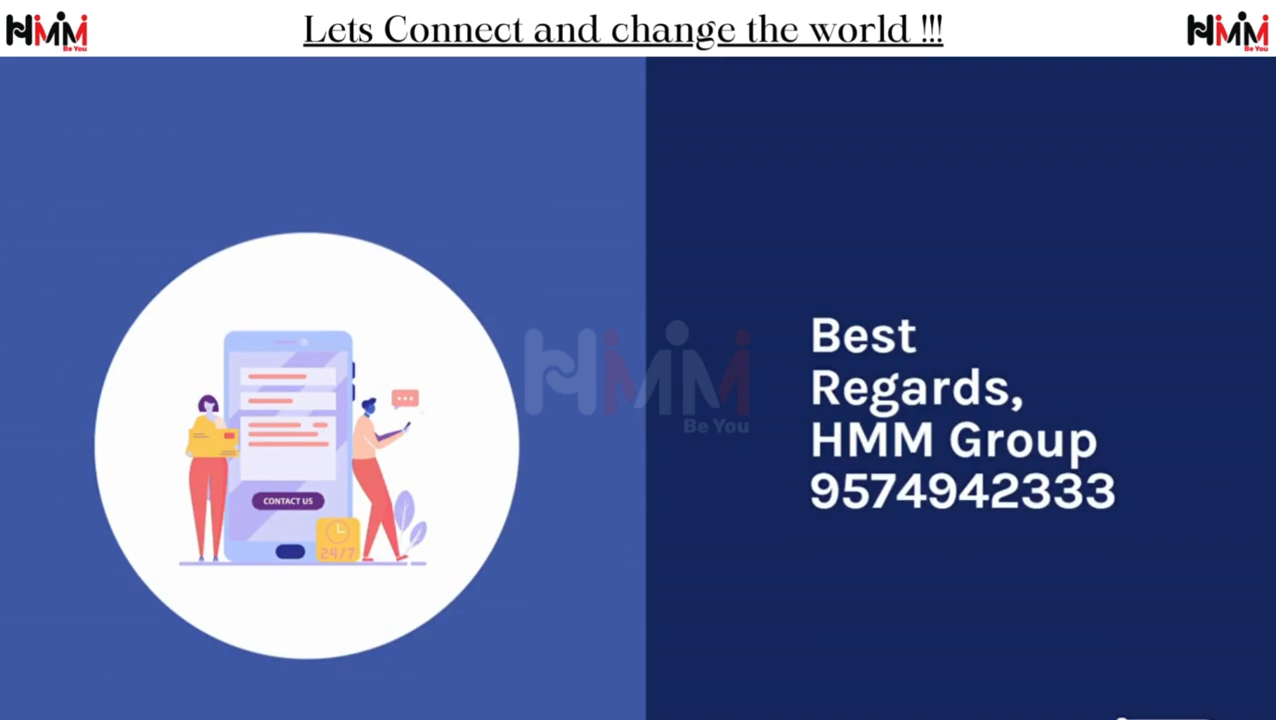 HMM
Be You
Lets Connect and change the world !!!
HMM
Be You
CONTACT US
24/7
HMM
Be You
Best
Regards,
HMM Group
9574942333